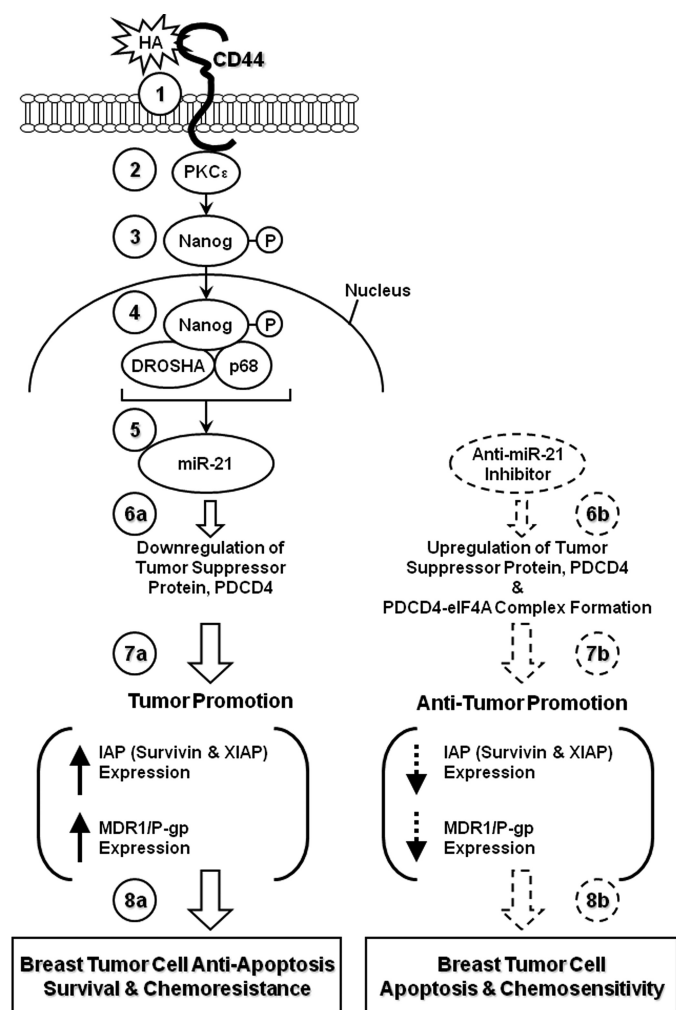 HA
CD44
1
2
PKCε
3
Nanog
P
Nucleus
4
Nanog
P
DROSHA
p68
5
miR-21
6a
Downregulation of
Tumor Suppressor
Protein, PDCD4
7a
Tumor Promotion
IAP (Survivin & XIAP)
Expression
MDR1/P-gp
Expression
8a
Breast Tumor Cell Anti-Apoptosis
Survival & Chemoresistance
Anti-miR-21
Inhibitor
6b
Upregulation of Tumor
Suppressor Protein, PDCD4
&
PDCD4-eIF4A Complex Formation
7b
Anti-Tumor Promotion
IAP (Survivin & XIAP)
Expression
MDR1/P-gp
Expression
8b
Breast Tumor Cell
Apoptosis & Chemosensitivity